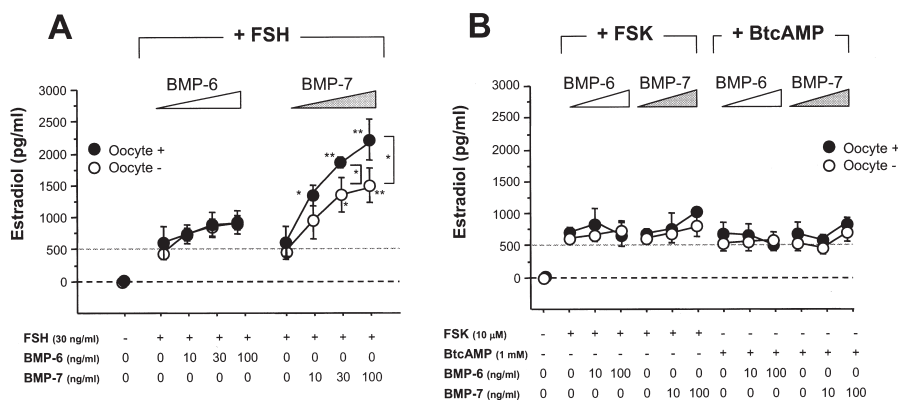 A
+ FSH
BMP-6
BMP-7
3000
2500
2000
1500
1000
500
0
Estradiol (pg/ml)
Oocyte +
Oocyte -
*
**
**
*
*
*
**
FSH (30 ng/ml) - + + + + + + + +
BMP-6 (ng/ml) 0 0 10 30 100 0 0 0 0
BMP-7 (ng/ml) 0 0 0 0 0 0 10 30 100
B
+ FSK
+ BtcAMP
BMP-6
BMP-7
BMP-6
BMP-7
3000
2500
2000
1500
1000
500
0
Estradiol (pg/ml)
Oocyte +
Oocyte -
FSK (10 μM) - + + + + + + - - - - - -
BtcAMP (1 mM) - - - - - - - + + + + + +
BMP-6 (ng/ml) 0 0 10 100 0 0 0 0 10 100 0 0 0
BMP-7 (ng/ml) 0 0 0 0 0 10 100 0 0 0 0 10 100